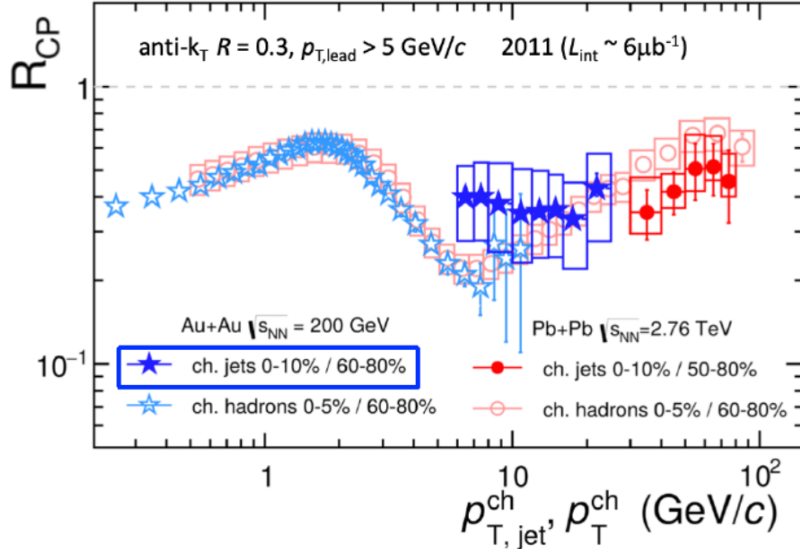 R_CP
anti-k_T R = 0.3, p_T,lead > 5 GeV/c 2011 (L_int ~ 6μb⁻¹)
1
Au+Au √s_NN = 200 GeV
ch. jets 0-10% / 60-80%
ch. hadrons 0-5% / 60-80%
Pb+Pb √s_NN=2.76 TeV
ch. jets 0-10% / 50-80%
ch. hadrons 0-5% / 60-80%
10⁻¹
1 10 10²
p^ch_T, jet, p^ch_T (GeV/c)